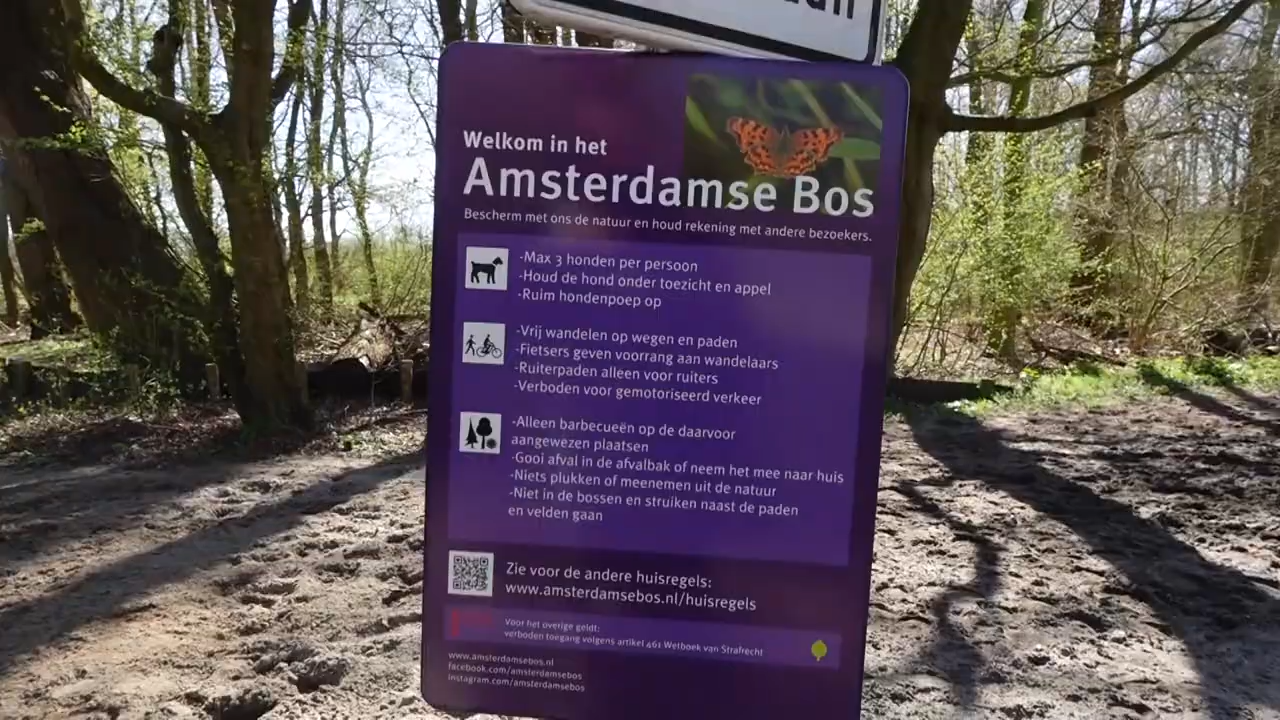 Welkom in het
Amsterdamse Bos
Bescherm met ons de natuur en houd rekening met andere bezoekers.
-Max 3 honden per persoon
-Houd de hond onder toezicht en appel
-Ruim hondenpoep op
-Vrij wandelen op wegen en paden
-Fietsers geven voorrang aan wandelaars
-Ruiterpaden alleen voor ruiters
-Verboden voor gemotoriseerd verkeer
-Alleen barbecueën op de daarvoor
aangewezen plaatsen
-Gooi afval in de afvalbak of neem het mee naar huis
-Niets plukken of meenemen uit de natuur
-Niet in de bossen en struiken naast de paden
en velden gaan
Zie voor de andere huisregels:
www.amsterdamsebos.nl/huisregels
Voor het overige geldt:
verboden toegang volgens artikel 461 Wetboek van Strafrecht
www.amsterdamsebos.nl
facebook.com/amsterdamsebos
instagram.com/amsterdamsebos